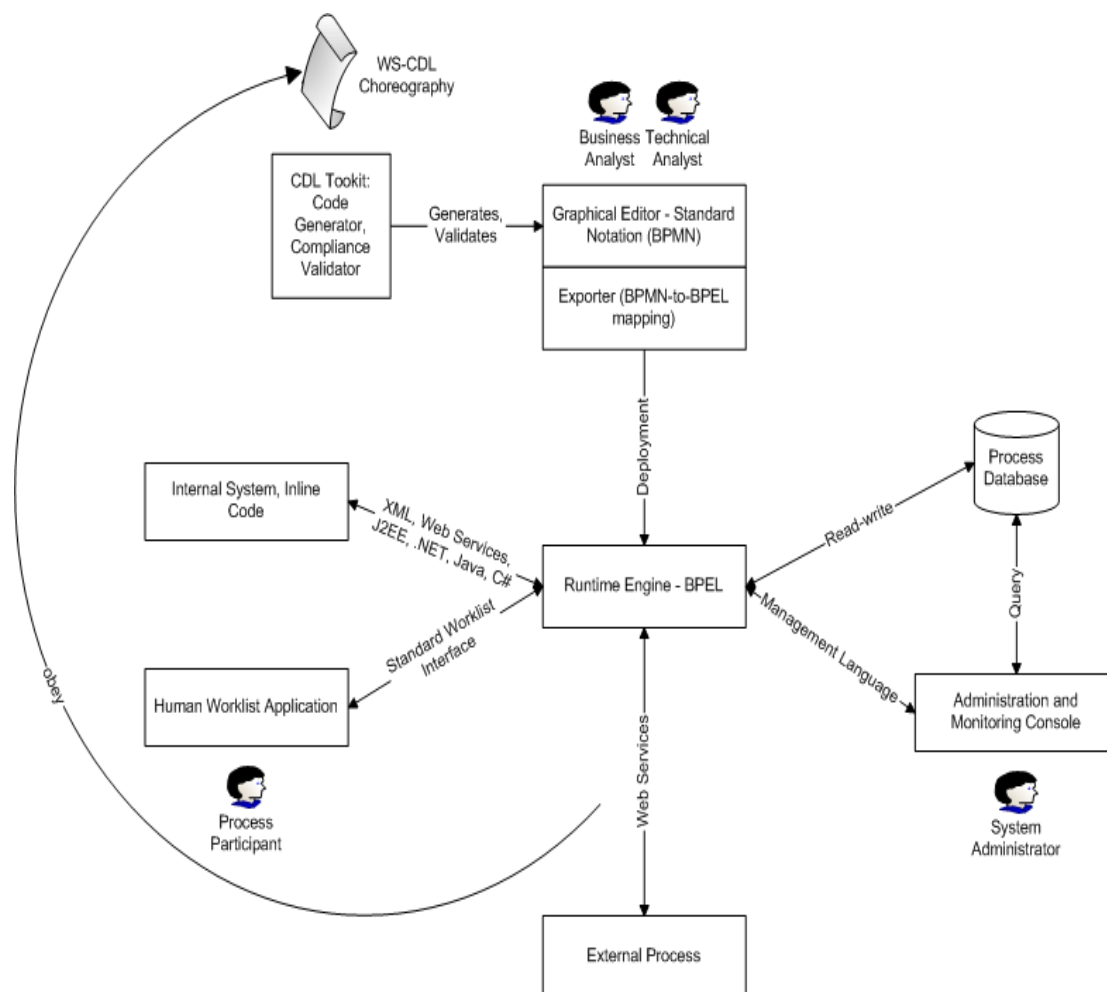 WS-CDL
Choreography
Business
Analyst
Technical
Analyst
CDL Tookit:
Code
Generator,
Compliance
Validator
Generates,
Validates
Graphical Editor - Standard
Notation (BPMN)
Exporter (BPMN-to-BPEL
mapping)
Deployment
Process
Database
Internal System, Inline
Code
XML, Web Services,
J2EE, .NET, Java, C#
Read-write
Runtime Engine - BPEL
Query
Standard Worklist
Interface
Management Language
obey
Human Worklist Application
Administration and
Monitoring Console
Web Services
Process
Participant
System
Administrator
External Process